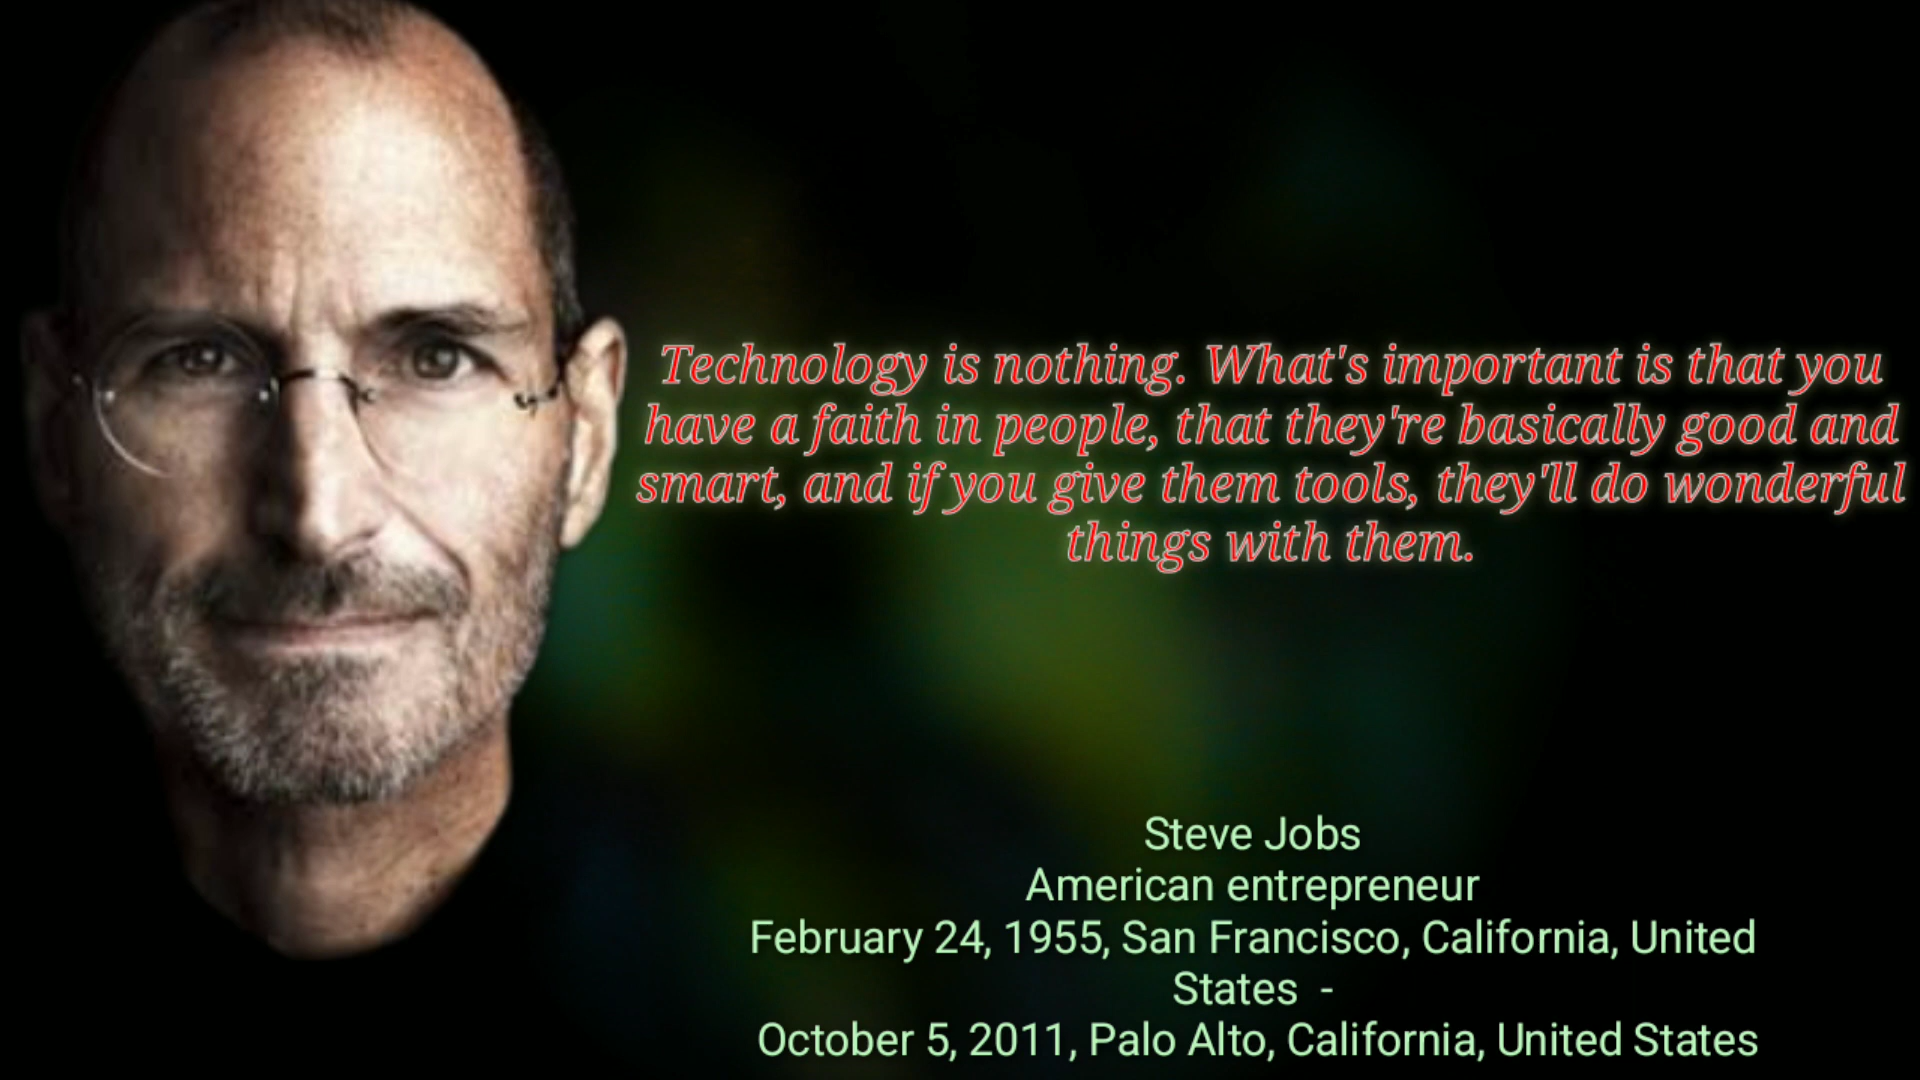 Technology is nothing. What's important is that you
have a faith in people, that they're basically good and
smart, and if you give them tools, they'll do wonderful
things with them.
Steve Jobs
American entrepreneur
February 24, 1955, San Francisco, California, United
States  -
October 5, 2011, Palo Alto, California, United States